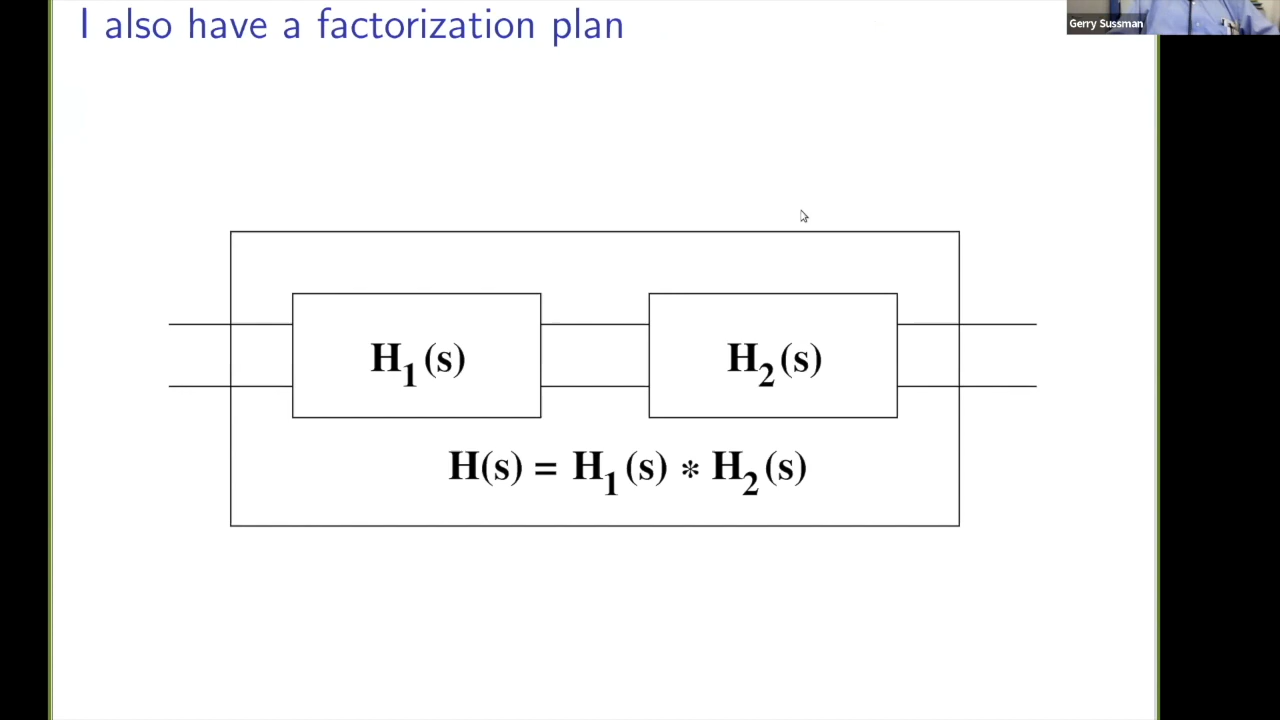 I also have a factorization plan
Gerry Sussman
H1(s)
H2(s)
H(s) = H1(s) * H2(s)